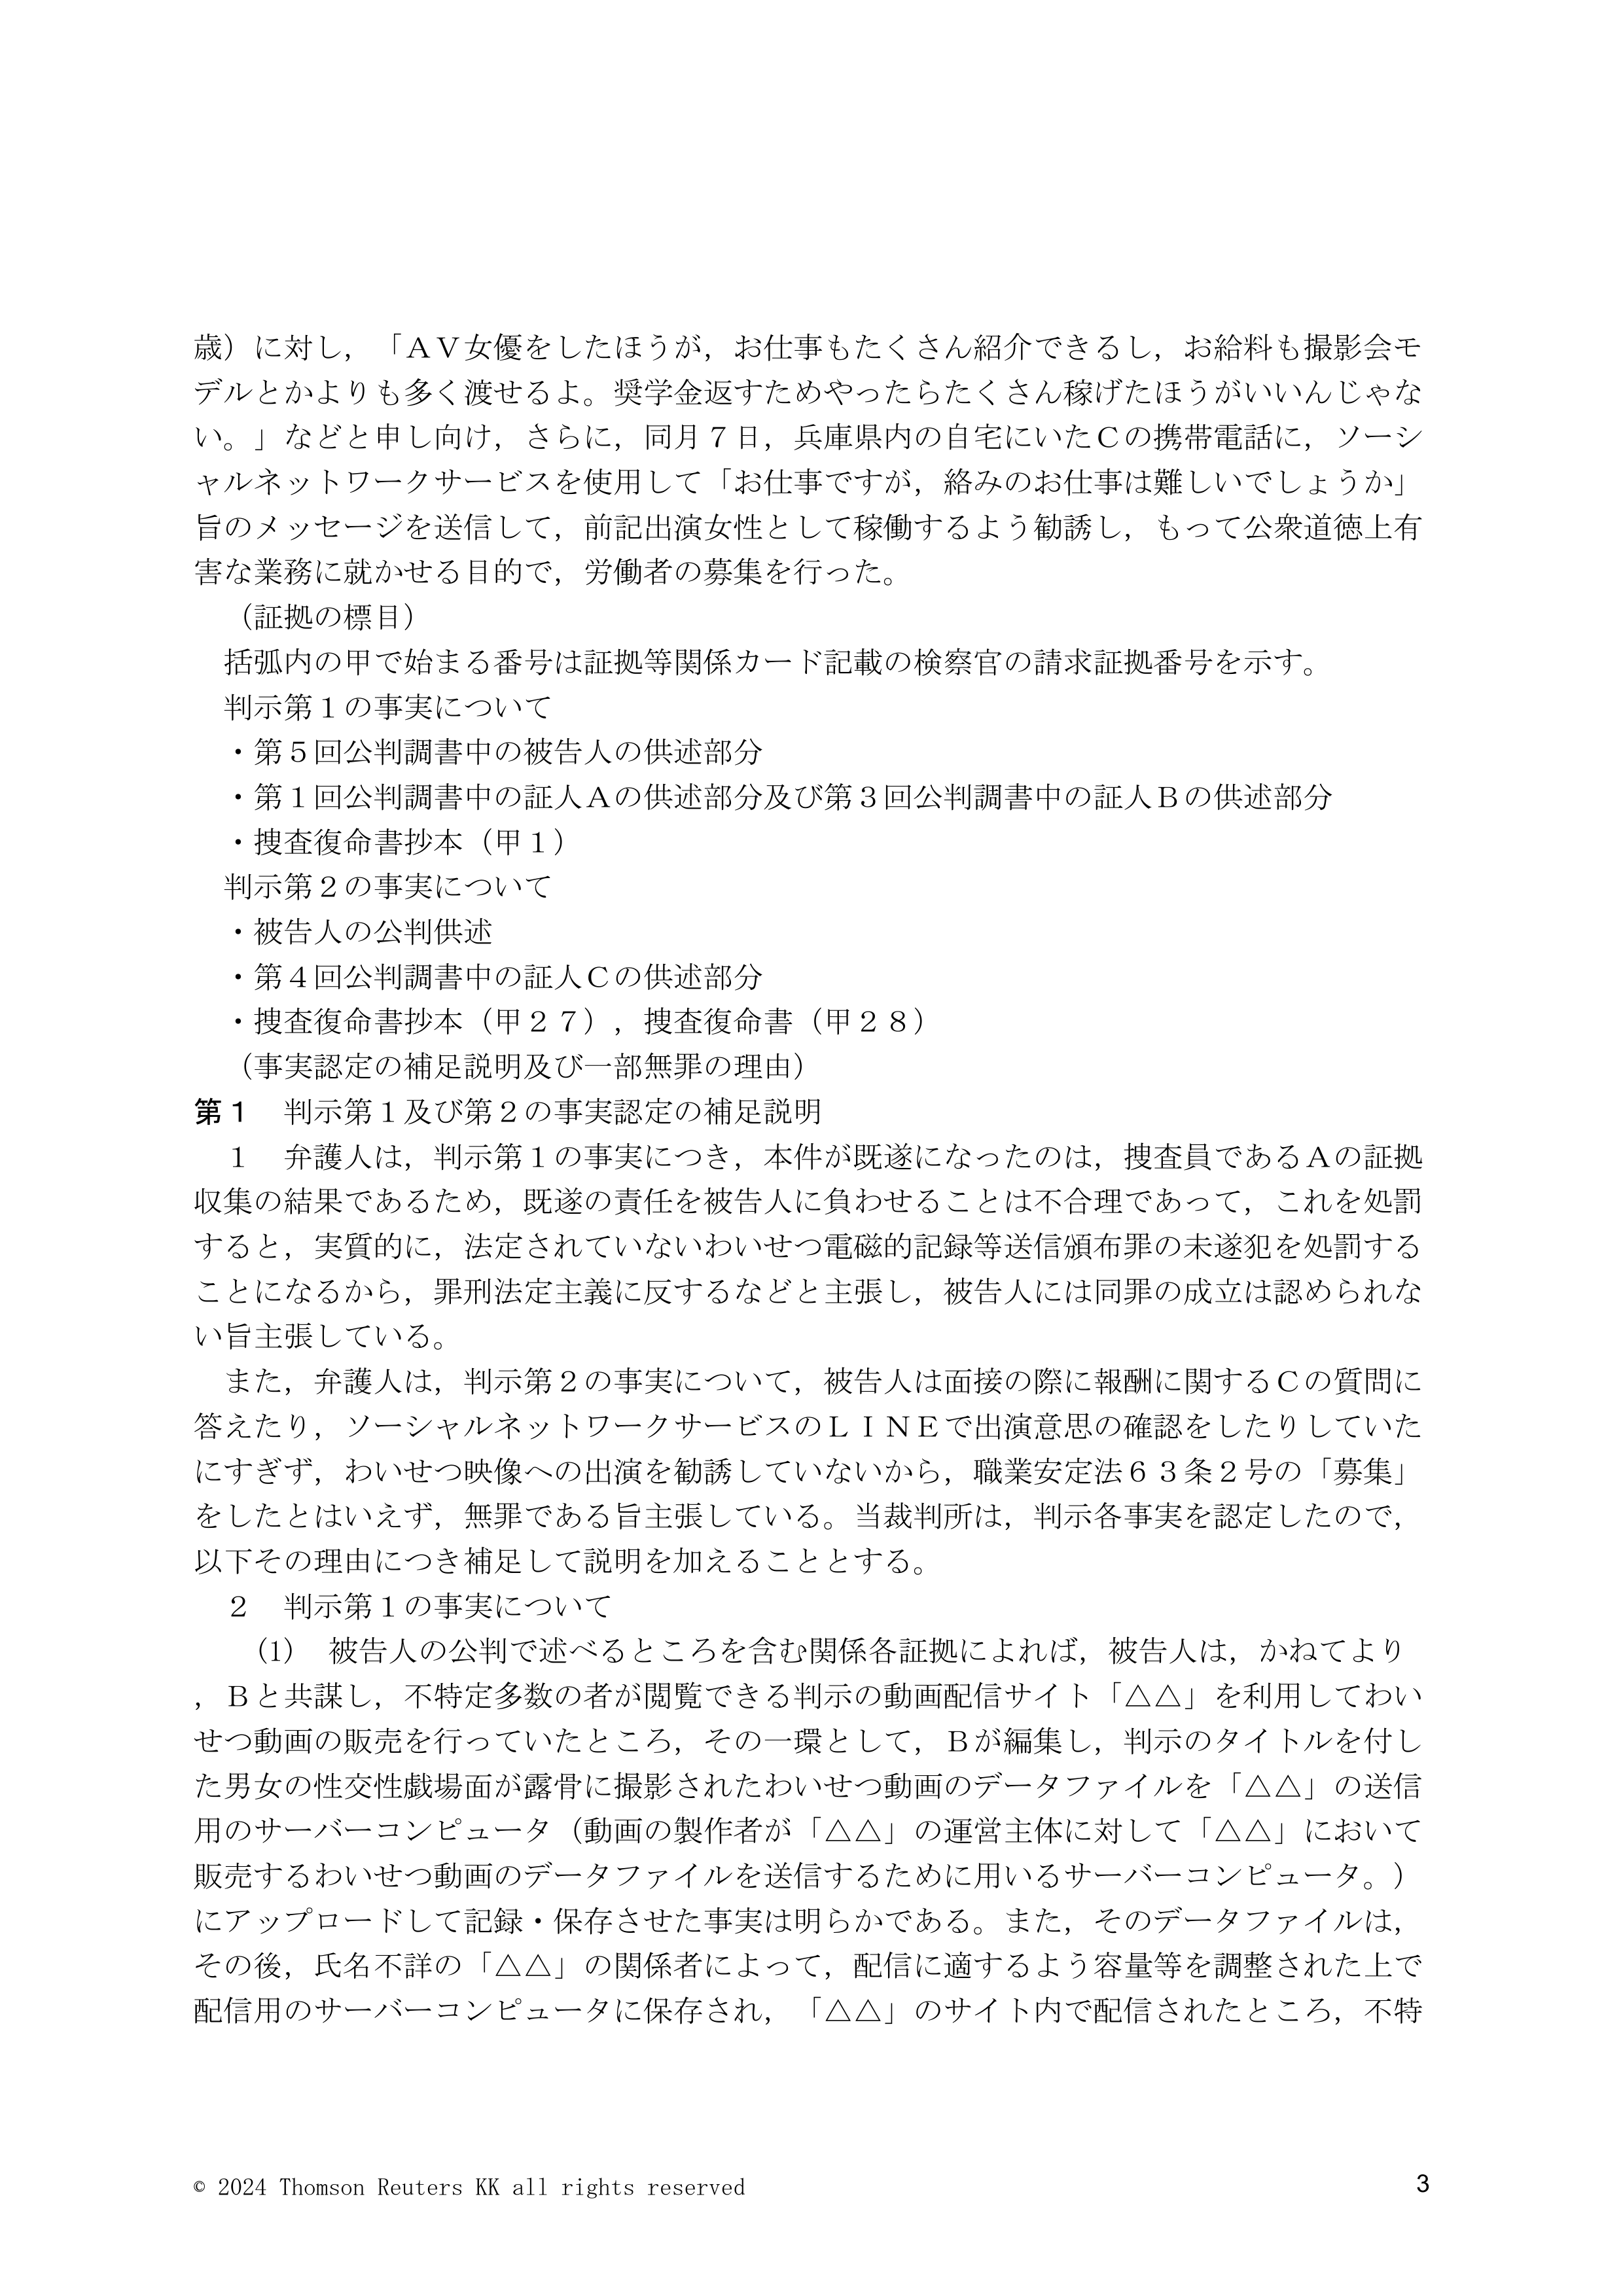 歳）に対し，「ＡＶ女優をしたほうが，お仕事もたくさん紹介できるし，お給料も撮影会モ
デルとかよりも多く渡せるよ。奨学金返すためやったらたくさん稼げたほうがいいんじゃな
い。」などと申し向け，さらに，同月７日，兵庫県内の自宅にいたＣの携帯電話に，ソーシ
ャルネットワークサービスを使用して「お仕事ですが，絡みのお仕事は難しいでしょうか」
旨のメッセージを送信して，前記出演女性として稼働するよう勧誘し，もって公衆道徳上有
害な業務に就かせる目的で，労働者の募集を行った。
（証拠の標目）
括弧内の甲で始まる番号は証拠等関係カード記載の検察官の請求証拠番号を示す。
判示第１の事実について
・第５回公判調書中の被告人の供述部分
・第１回公判調書中の証人Ａの供述部分及び第３回公判調書中の証人Ｂの供述部分
・捜査復命書抄本（甲１）
判示第２の事実について
・被告人の公判供述
・第４回公判調書中の証人Ｃの供述部分
・捜査復命書抄本（甲２７），捜査復命書（甲２８）
（事実認定の補足説明及び一部無罪の理由）
第１　判示第１及び第２の事実認定の補足説明
１　弁護人は，判示第１の事実につき，本件が既遂になったのは，捜査員であるＡの証拠
収集の結果であるため，既遂の責任を被告人に負わせることは不合理であって，これを処罰
すると，実質的に，法定されていないわいせつ電磁的記録等送信頒布罪の未遂犯を処罰する
ことになるから，罪刑法定主義に反するなどと主張し，被告人には同罪の成立は認められな
い旨主張している。
また，弁護人は，判示第２の事実について，被告人は面接の際に報酬に関するＣの質問に
答えたり，ソーシャルネットワークサービスのＬＩＮＥで出演意思の確認をしたりしていた
にすぎず，わいせつ映像への出演を勧誘していないから，職業安定法６３条２号の「募集」
をしたとはいえず，無罪である旨主張している。当裁判所は，判示各事実を認定したので，
以下その理由につき補足して説明を加えることとする。
２　判示第１の事実について
(1)　被告人の公判で述べるところを含む関係各証拠によれば，被告人は，かねてより
，Ｂと共謀し，不特定多数の者が閲覧できる判示の動画配信サイト「△△」を利用してわい
せつ動画の販売を行っていたところ，その一環として，Ｂが編集し，判示のタイトルを付し
た男女の性交性戯場面が露骨に撮影されたわいせつ動画のデータファイルを「△△」の送信
用のサーバーコンピュータ（動画の製作者が「△△」の運営主体に対して「△△」において
販売するわいせつ動画のデータファイルを送信するために用いるサーバーコンピュータ。）
にアップロードして記録・保存させた事実は明らかである。また，そのデータファイルは，
その後，氏名不詳の「△△」の関係者によって，配信に適するよう容量等を調整された上で
配信用のサーバーコンピュータに保存され，「△△」のサイト内で配信されたところ，不特
© 2024 Thomson Reuters KK all rights reserved
3